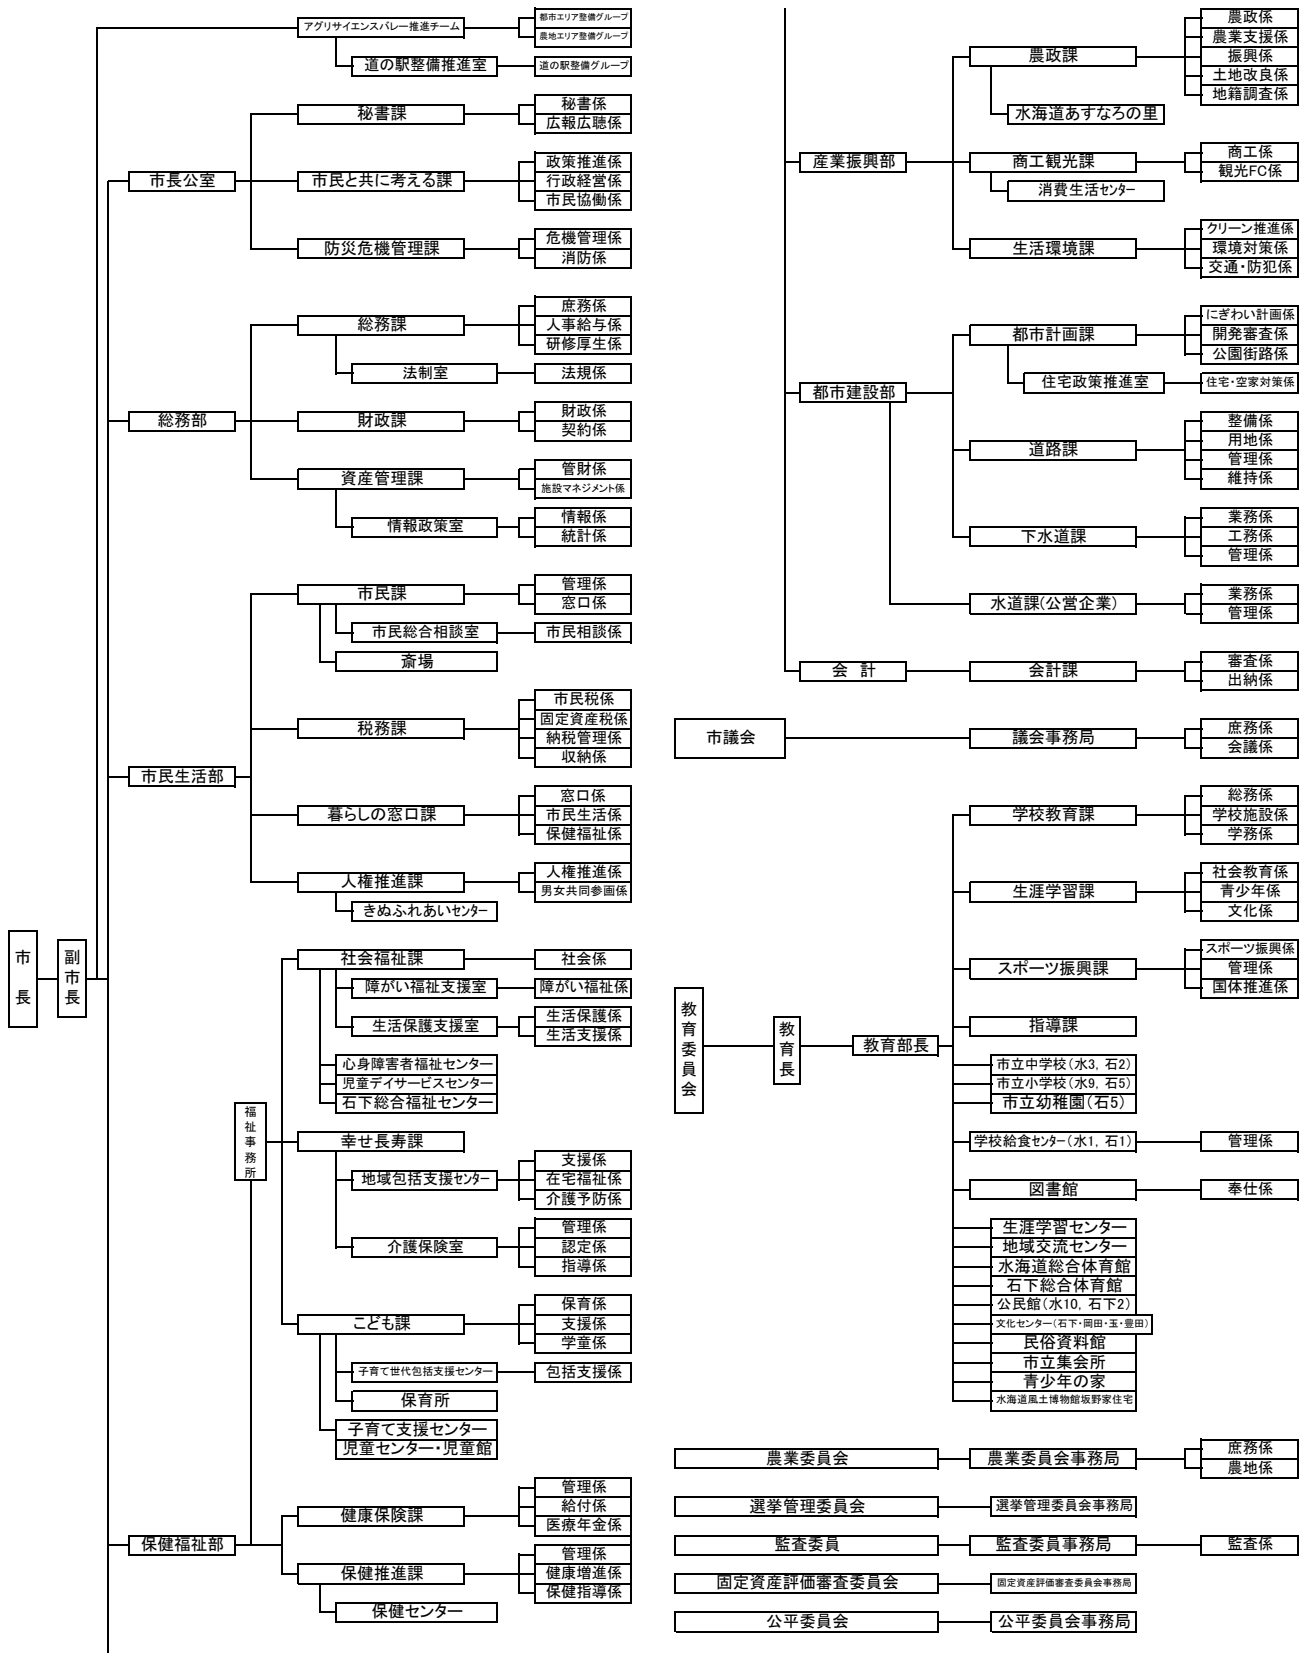 アグリサイエンスバレー推進チーム
都市エリア整備グループ
農地エリア整備グループ
道の駅整備推進室
道の駅整備グループ
市長公室
秘書課
秘書係
広報広聴係
市民と共に考える課
政策推進係
行政経営係
市民協働係
防災危機管理課
危機管理係
消防係
総務部
総務課
庶務係
人事給与係
研修厚生係
法制室
法規係
財政課
財政係
契約係
資産管理課
管財係
施設マネジメント係
情報政策室
情報係
統計係
市民生活部
市民課
管理係
窓口係
市民総合相談室
市民相談係
斎場
税務課
市民税係
固定資産税係
納税管理係
収納係
暮らしの窓口課
窓口係
市民生活係
保健福祉係
人権推進課
人権推進係
男女共同参画係
きぬふれあいセンター
市長
副市長
福祉事務所
社会福祉課
社会係
障がい福祉支援室
障がい福祉係
生活保護支援室
生活保護係
生活支援係
心身障害者福祉センター
児童デイサービスセンター
石下総合福祉センター
幸せ長寿課
地域包括支援センター
支援係
在宅福祉係
介護予防係
介護保険室
管理係
認定係
指導係
こども課
保育係
支援係
学童係
子育て世代包括支援センター
包括支援係
保育所
子育て支援センター
児童センター・児童館
保健福祉部
健康保険課
管理係
給付係
医療年金係
保健推進課
管理係
健康増進係
保健指導係
保健センター
産業振興部
農政課
農政係
農業支援係
振興係
土地改良係
地籍調査係
水海道あすなろの里
商工観光課
商工係
観光FC係
消費生活センター
生活環境課
クリーン推進係
環境対策係
交通・防犯係
都市建設部
都市計画課
にぎわい計画係
開発審査係
公園街路係
住宅政策推進室
住宅・空家対策係
道路課
整備係
用地係
管理係
維持係
下水道課
業務係
工務係
管理係
水道課(公営企業)
業務係
管理係
会 計
会計課
審査係
出納係
市議会
議会事務局
庶務係
会議係
教育委員会
教育長
教育部長
学校教育課
総務係
学校施設係
学務係
生涯学習課
社会教育係
青少年係
文化係
スポーツ振興課
スポーツ振興係
管理係
国体推進係
指導課
市立中学校(水3, 石2)
市立小学校(水9, 石5)
市立幼稚園(石5)
学校給食センター(水1, 石1)
管理係
図書館
奉仕係
生涯学習センター
地域交流センター
水海道総合体育館
石下総合体育館
公民館(水10, 石下2)
文化センター(石下・岡田・玉・豊田)
民俗資料館
市立集会所
青少年の家
水海道風土博物館坂野家住宅
農業委員会
農業委員会事務局
庶務係
農地係
選挙管理委員会
選挙管理委員会事務局
監査委員
監査委員事務局
監査係
固定資産評価審査委員会
固定資産評価審査委員会事務局
公平委員会
公平委員会事務局